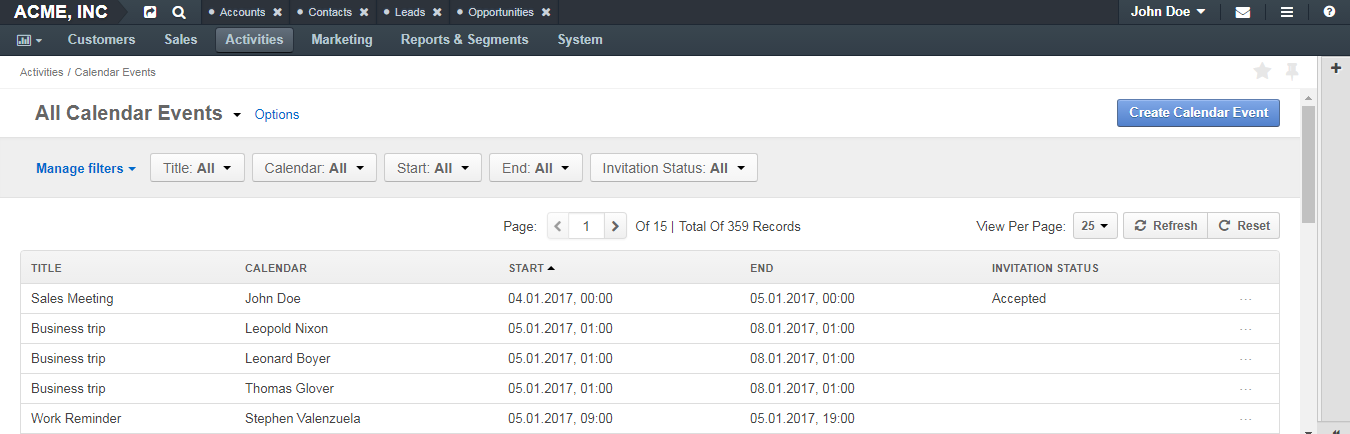 ACME, INC Accounts Contacts Leads Opportunities John Doe
Customers Sales Activities Marketing Reports & Segments System
Activities / Calendar Events
All Calendar Events Options Create Calendar Event
Manage filters Title: All Calendar: All Start: All End: All Invitation Status: All
Page: 1 Of 15 | Total Of 359 Records View Per Page: 25 Refresh Reset
TITLE CALENDAR START END INVITATION STATUS
Sales Meeting John Doe 04.01.2017, 00:00 05.01.2017, 00:00 Accepted ...
Business trip Leopold Nixon 05.01.2017, 01:00 08.01.2017, 01:00 ...
Business trip Leonard Boyer 05.01.2017, 01:00 08.01.2017, 01:00 ...
Business trip Thomas Glover 05.01.2017, 01:00 08.01.2017, 01:00 ...
Work Reminder Stephen Valenzuela 05.01.2017, 09:00 05.01.2017, 19:00 ...